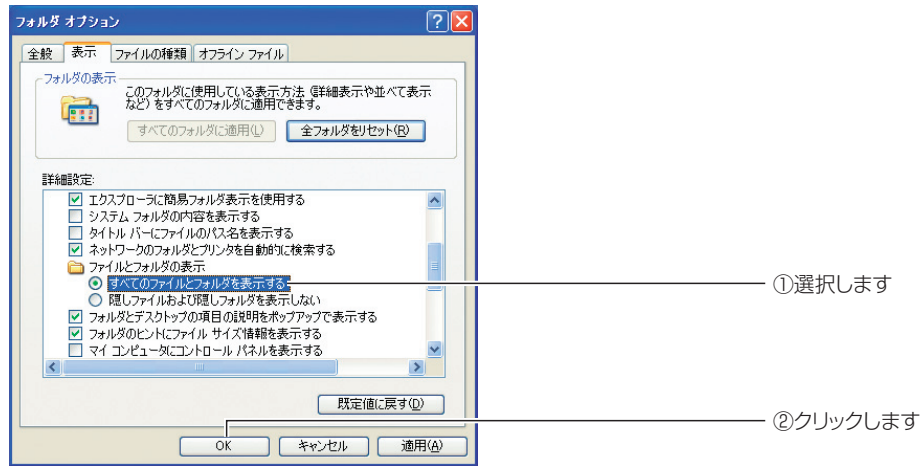 フォルダ オプション
全般 表示 ファイルの種類 オフライン ファイル
フォルダの表示
このフォルダに使用している表示方法 (詳細表示や並べて表示
など) をすべてのフォルダに適用できます。
すべてのフォルダに適用(L) 全フォルダをリセット(R)
詳細設定:
エクスプローラに簡易フォルダ表示を使用する
システム フォルダの内容を表示する
タイトル バーにファイルのパス名を表示する
ネットワークのフォルダとプリンタを自動的に検索する
ファイルとフォルダの表示
すべてのファイルとフォルダを表示する
①選択します
隠しファイルおよび隠しフォルダを表示しない
フォルダとデスクトップの項目の説明をポップアップで表示する
フォルダのヒントにファイル サイズ情報を表示する
マイ コンピュータにコントロール パネルを表示する
既定値に戻す(D)
②クリックします
OK キャンセル 適用(A)